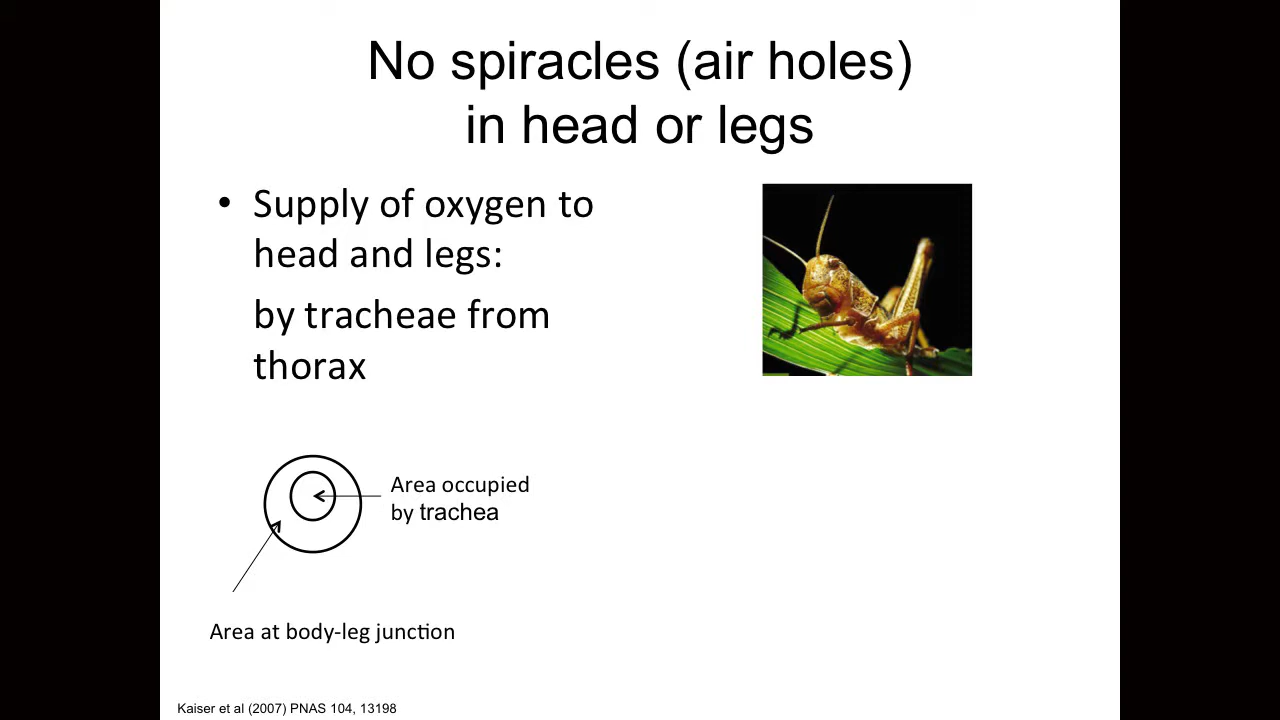 No spiracles (air holes)
in head or legs
• Supply of oxygen to
head and legs:
by tracheae from
thorax
Area occupied
by trachea
Area at body-leg junction
Kaiser et al (2007) PNAS 104, 13198